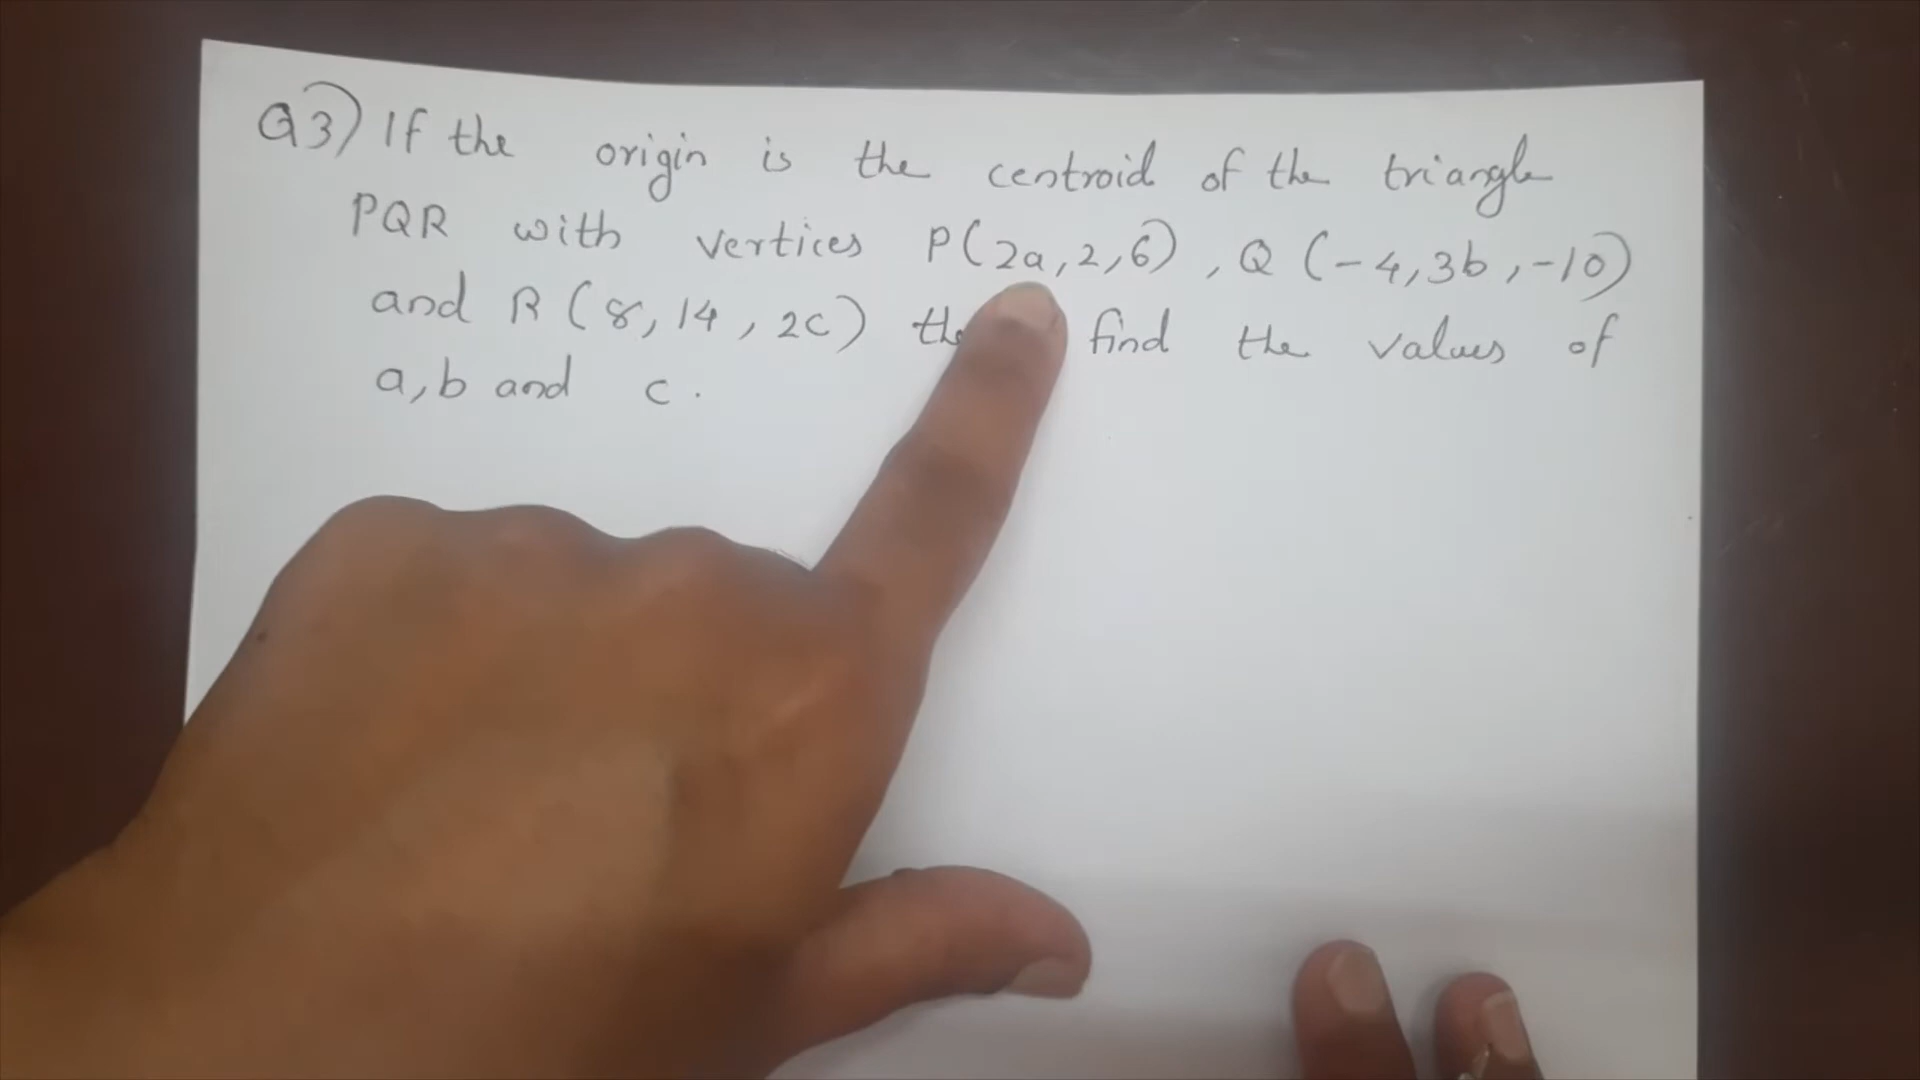 Q3) If the origin is the centroid of the triangle
PQR with vertices P(2a,2,6), Q(-4,3b,-10)
and R(8,14,2c) find the values of
a,b and c.